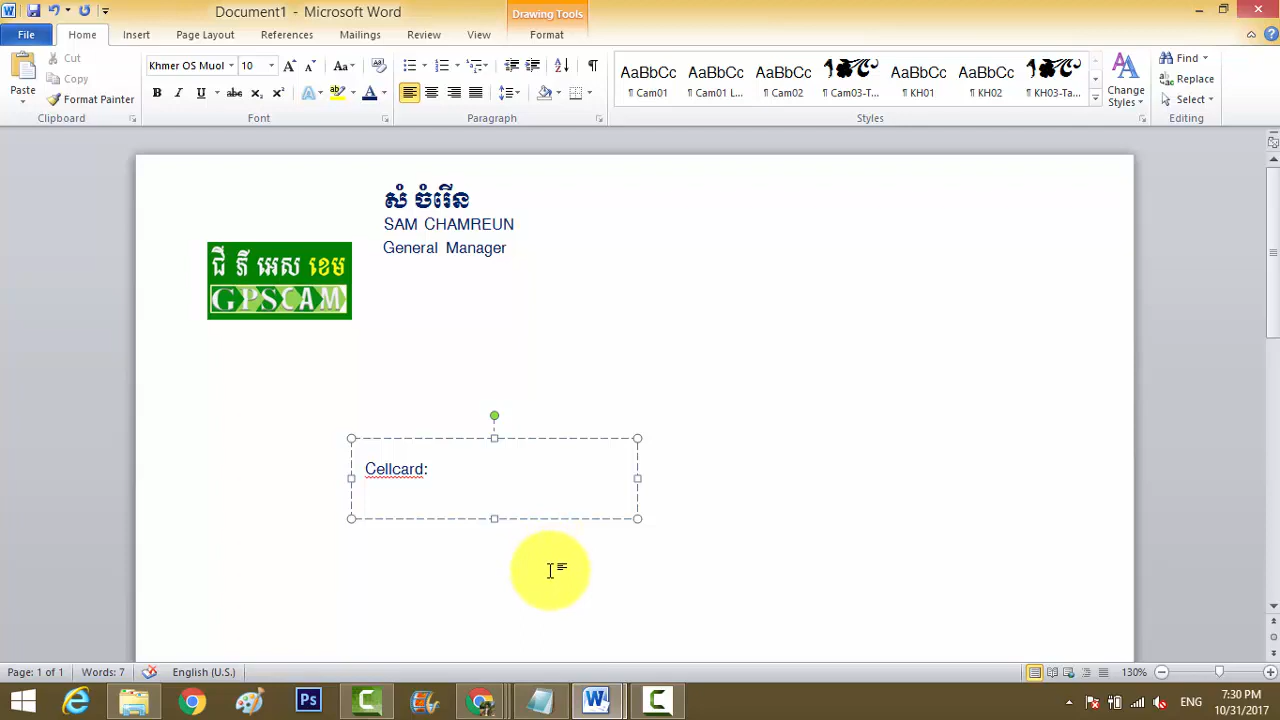 Document1 - Microsoft Word
Drawing Tools
File
Home
Insert
Page Layout
References
Mailings
Review
View
Format
Paste
Cut
Copy
Format Painter
Clipboard
Khmer OS Muol
10
Font
Paragraph
AaBbCc
¶ Cam01
AaBbCc
¶ Cam01 L...
AaBbCc
¶ Cam02
¶ Cam03-T...
AaBbCc
¶ KH01
AaBbCc
¶ KH02
¶ KH03-Ta...
Styles
Change
Styles
Find
Replace
Select
Editing
សំ ចំរើន
SAM CHAMREUN
General Manager
ជី ភី អេស ខេម
GPSCAM
Cellcard:
Page: 1 of 1
Words: 7
English (U.S.)
130%
ENG
7:30 PM
10/31/2017